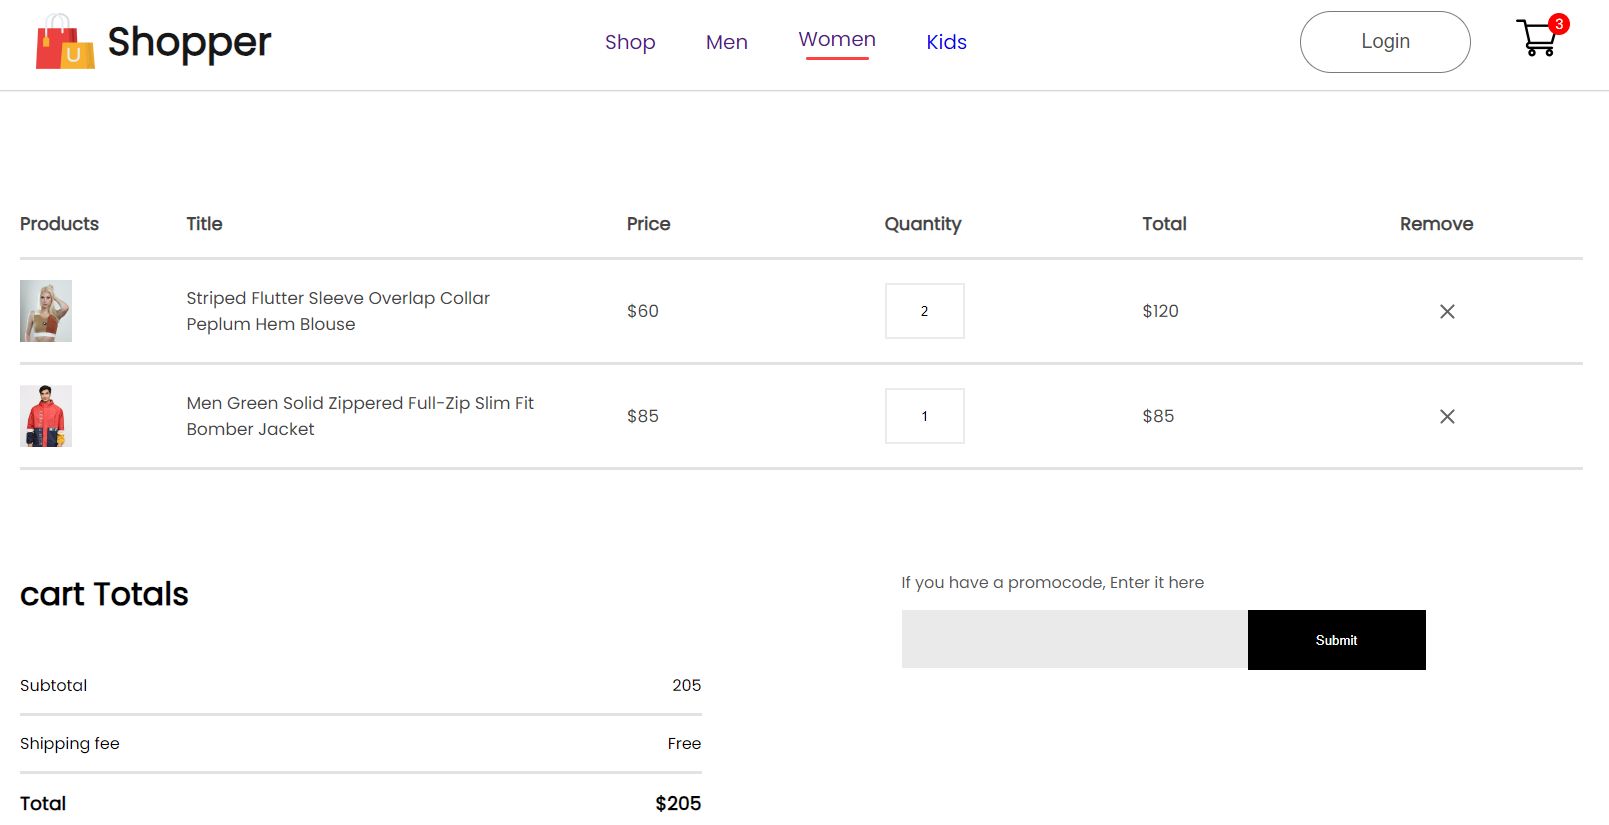 U Shopper
Shop Men Women Kids
Login
3
Products Title Price Quantity Total Remove
Striped Flutter Sleeve Overlap Collar
Peplum Hem Blouse
$60 2 $120
Men Green Solid Zippered Full-Zip Slim Fit
Bomber Jacket
$85 1 $85
cart Totals
Subtotal 205
Shipping fee Free
Total $205
If you have a promocode, Enter it here
Submit